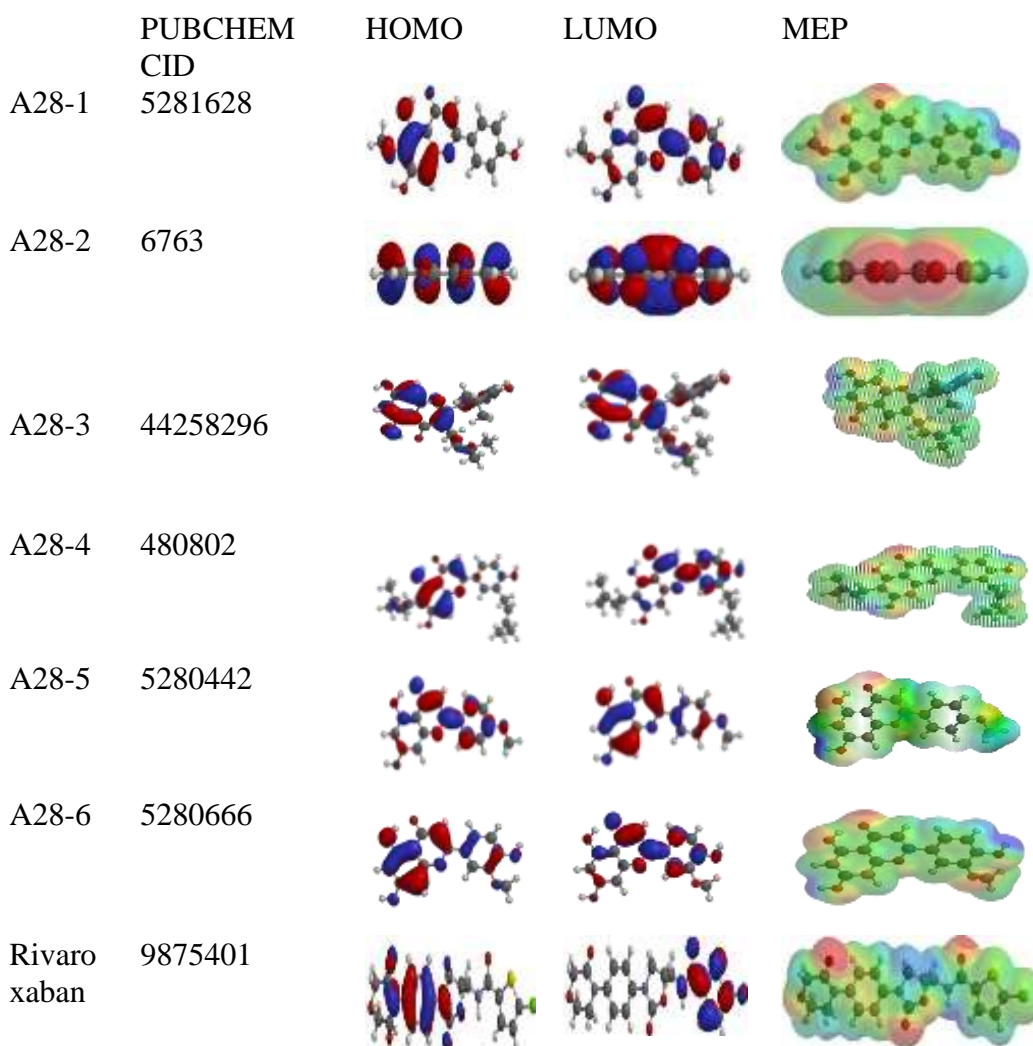 PUBCHEM CID HOMO LUMO MEP
A28-1 5281628
A28-2 6763
A28-3 44258296
A28-4 480802
A28-5 5280442
A28-6 5280666
Rivaro 9875401
xaban